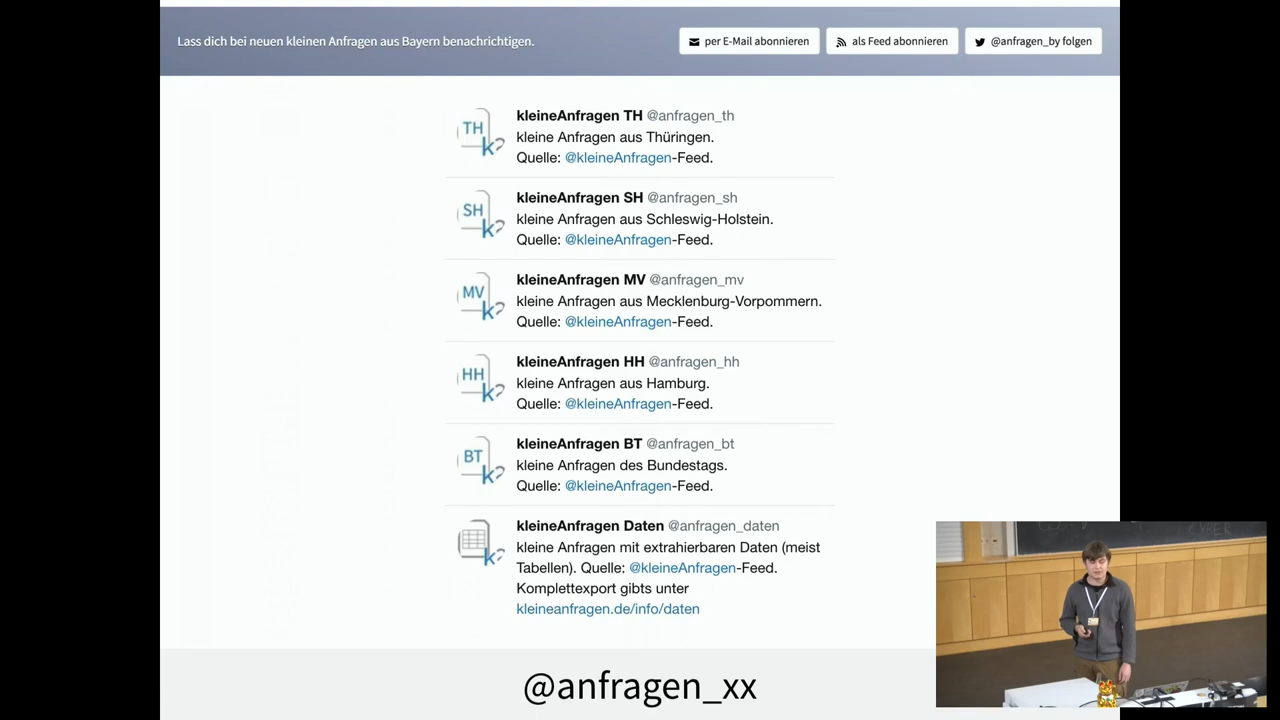 Lass dich bei neuen kleinen Anfragen aus Bayern benachrichtigen.
per E-Mail abonnieren
als Feed abonnieren
@anfragen_by folgen
TH
k?
kleineAnfragen TH @anfragen_th
kleine Anfragen aus Thüringen.
Quelle: @kleineAnfragen-Feed.
SH
k?
kleineAnfragen SH @anfragen_sh
kleine Anfragen aus Schleswig-Holstein.
Quelle: @kleineAnfragen-Feed.
MV
k?
kleineAnfragen MV @anfragen_mv
kleine Anfragen aus Mecklenburg-Vorpommern.
Quelle: @kleineAnfragen-Feed.
HH
k?
kleineAnfragen HH @anfragen_hh
kleine Anfragen aus Hamburg.
Quelle: @kleineAnfragen-Feed.
BT
k?
kleineAnfragen BT @anfragen_bt
kleine Anfragen des Bundestags.
Quelle: @kleineAnfragen-Feed.
k?
kleineAnfragen Daten @anfragen_daten
kleine Anfragen mit extrahierbaren Daten (meist
Tabellen). Quelle: @kleineAnfragen-Feed.
Komplettexport gibts unter
kleineanfragen.de/info/daten
@anfragen_xx